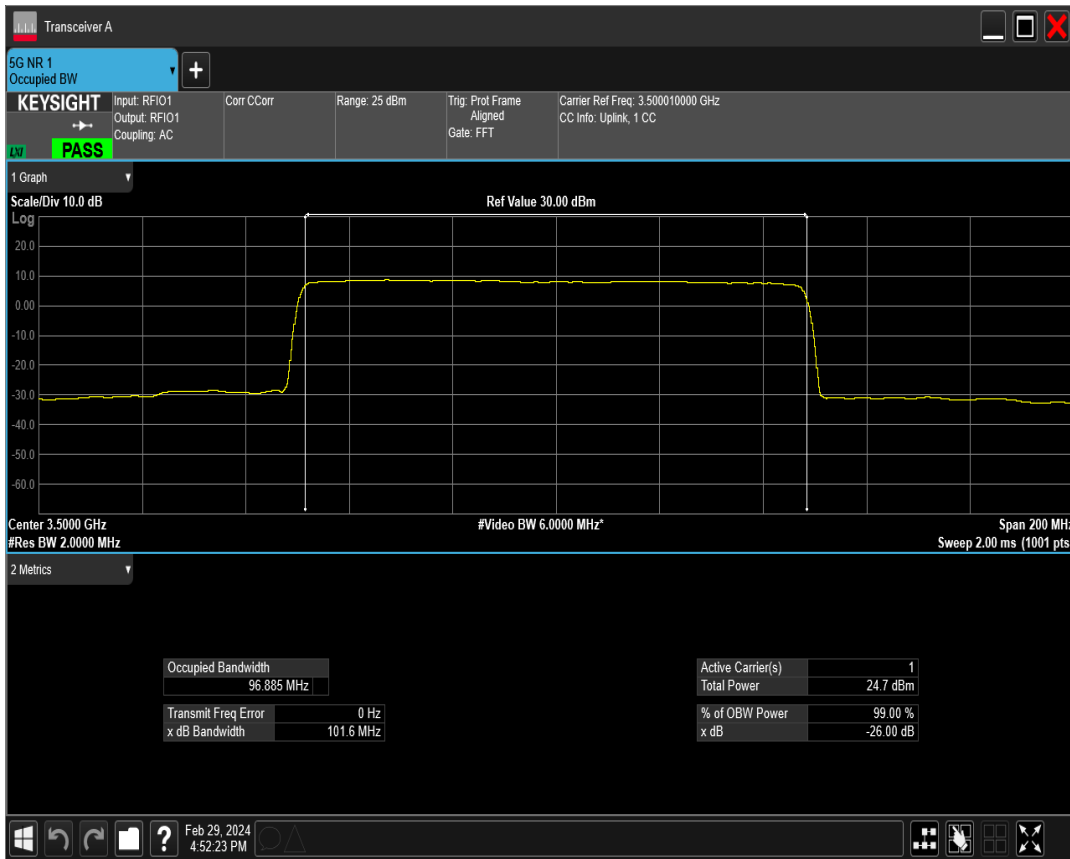 Transceiver A
5G NR 1
Occupied BW
KEYSIGHT
LXI
PASS
Input: RFIO1
Output: RFIO1
Coupling: AC
Corr CCorr
Range: 25 dBm
Trig: Prot Frame
Aligned
Gate: FFT
Carrier Ref Freq: 3.500010000 GHz
CC Info: Uplink, 1 CC
1 Graph
Scale/Div 10.0 dB
Ref Value 30.00 dBm
Log
20.0
10.0
0.00
-10.0
-20.0
-30.0
-40.0
-50.0
-60.0
Center 3.5000 GHz
#Video BW 6.0000 MHz*
Span 200 MHz
#Res BW 2.0000 MHz
Sweep 2.00 ms (1001 pts
2 Metrics
Occupied Bandwidth
96.885 MHz
Transmit Freq Error 0 Hz
x dB Bandwidth 101.6 MHz
Active Carrier(s) 1
Total Power 24.7 dBm
% of OBW Power 99.00 %
x dB -26.00 dB
?
Feb 29, 2024
4:52:23 PM